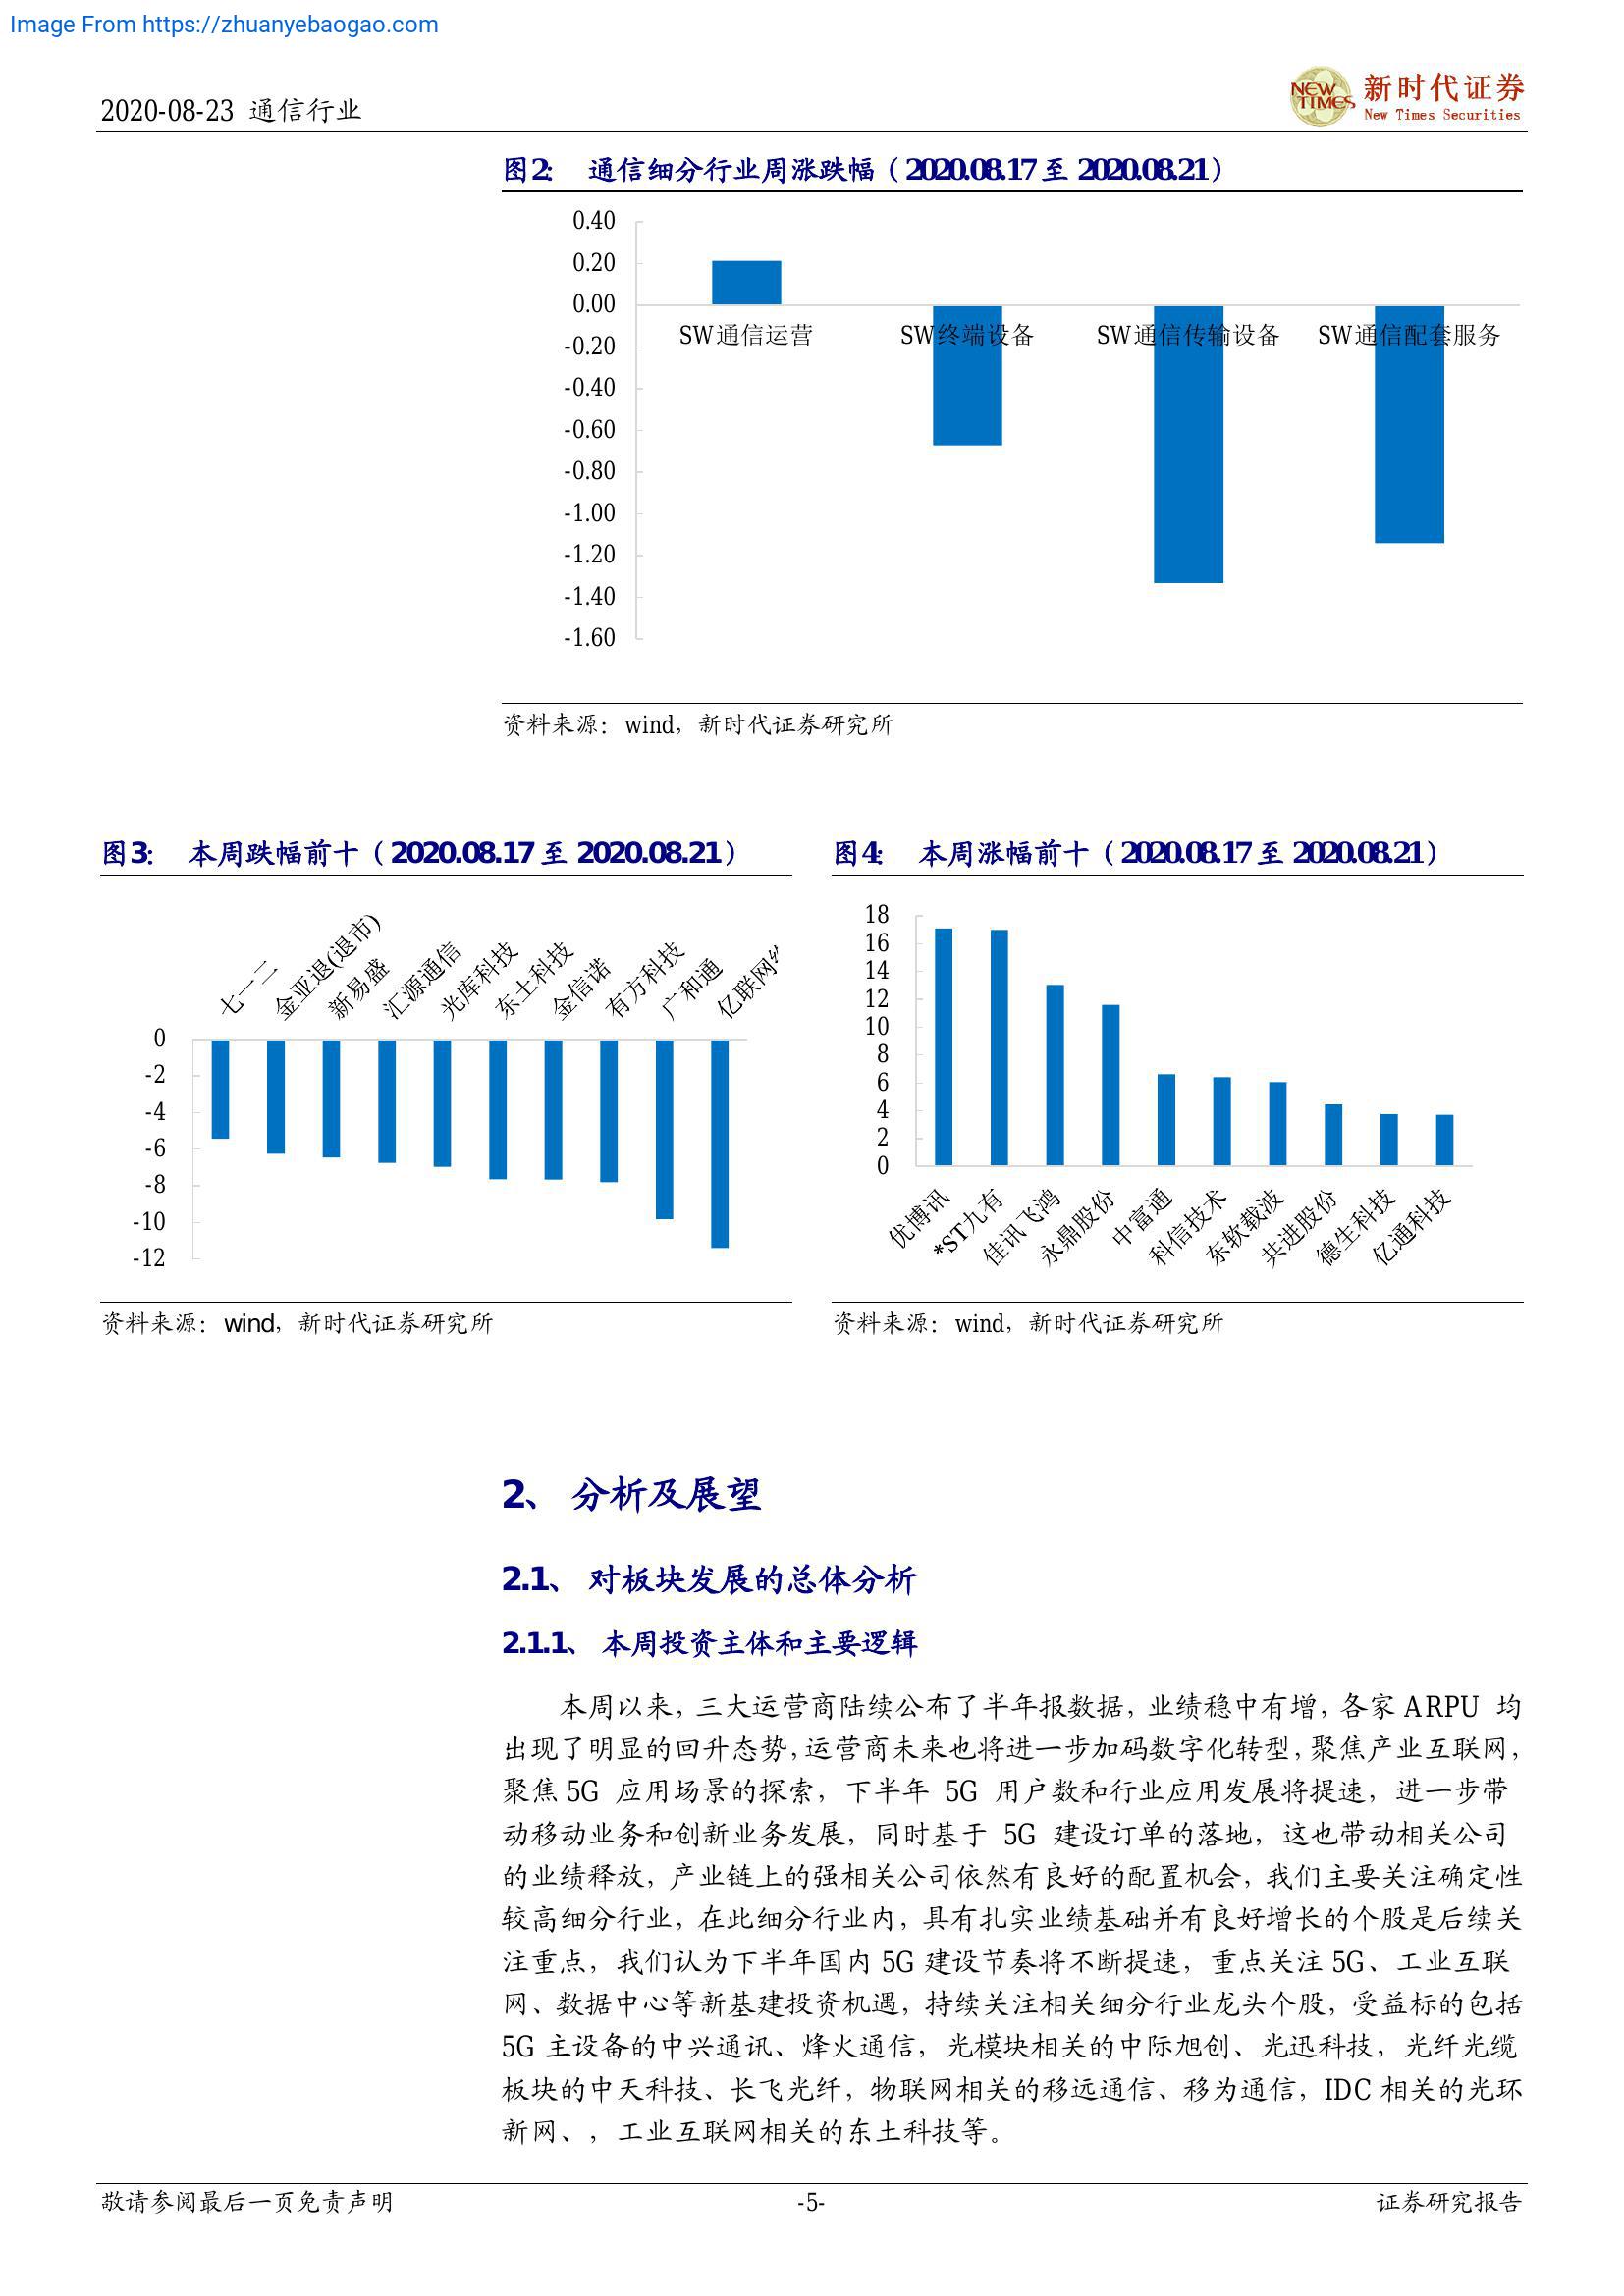 Image From https://zhuanyebaogao.com
2020-08-23 通信行业
NEW TIMES
新时代证券
New Times Securities
图2: 通信细分行业周涨跌幅（2020.08.17至 2020.08.21）
0.40
0.20
0.00
-0.20
-0.40
-0.60
-0.80
-1.00
-1.20
-1.40
-1.60
SW通信运营 SW终端设备 SW通信传输设备 SW通信配套服务
资料来源：wind，新时代证券研究所
图3: 本周跌幅前十（2020.08.17 至 2020.08.21）
七一二 金亚退(退市) 新易盛 汇源通信 光库科技 东土科技 金信诺 有方科技 广和通 亿联网
0
-2
-4
-6
-8
-10
-12
资料来源：wind，新时代证券研究所
图4: 本周涨幅前十（2020.08.17至 2020.08.21）
18
16
14
12
10
8
6
4
2
0
优博讯 *ST九有 佳讯飞鸿 永鼎股份 中富通 科信技术 东软载波 共进股份 德生科技 亿通科技
资料来源：wind，新时代证券研究所
2、 分析及展望
2.1、 对板块发展的总体分析
2.1.1、 本周投资主体和主要逻辑
本周以来，三大运营商陆续公布了半年报数据，业绩稳中有增，各家 ARPU 均
出现了明显的回升态势，运营商未来也将进一步加码数字化转型，聚焦产业互联网，
聚焦 5G 应用场景的探索，下半年 5G 用户数和行业应用发展将提速，进一步带
动移动业务和创新业务发展，同时基于 5G 建设订单的落地，这也带动相关公司
的业绩释放，产业链上的强相关公司依然有良好的配置机会，我们主要关注确定性
较高细分行业，在此细分行业内，具有扎实业绩基础并有良好增长的个股是后续关
注重点，我们认为下半年国内 5G 建设节奏将不断提速，重点关注 5G、工业互联
网、数据中心等新基建投资机遇，持续关注相关细分行业龙头个股，受益标的包括
5G 主设备的中兴通讯、烽火通信，光模块相关的中际旭创、光迅科技，光纤光缆
板块的中天科技、长飞光纤，物联网相关的移远通信、移为通信，IDC 相关的光环
新网、，工业互联网相关的东土科技等。
敬请参阅最后一页免责声明
-5-
证券研究报告